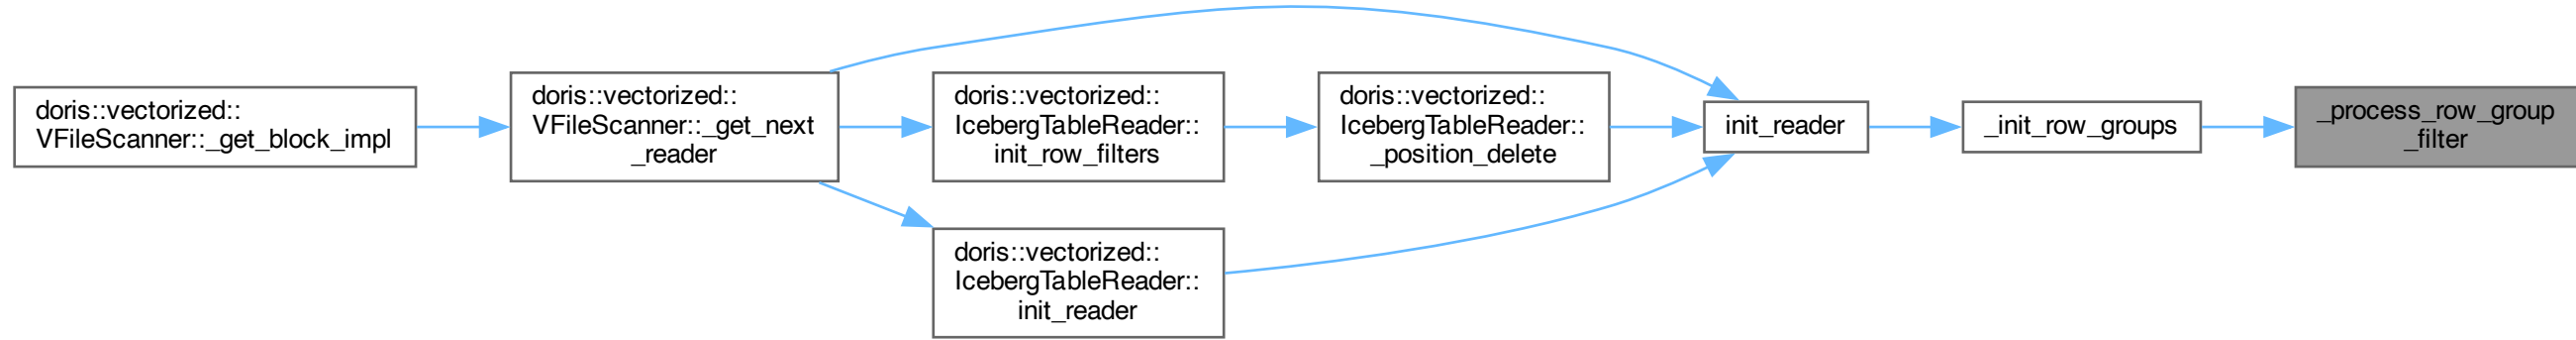 doris::vectorized::
VFileScanner::_get_block_impl
doris::vectorized::
VFileScanner::_get_next
_reader
doris::vectorized::
IcebergTableReader::
init_row_filters
doris::vectorized::
IcebergTableReader::
_position_delete
doris::vectorized::
IcebergTableReader::
init_reader
init_reader
_init_row_groups
_process_row_group
_filter